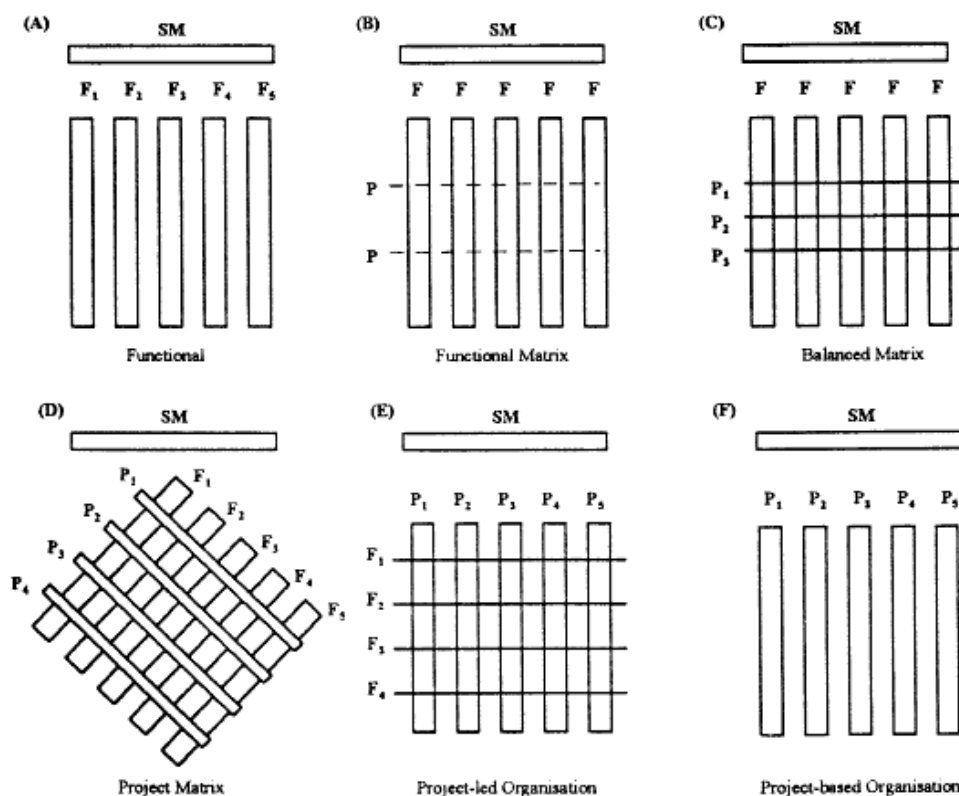 (A)
SM
F₁ F₂ F₃ F₄ F₅
Functional
(B)
SM
F F F F F
P
P
Functional Matrix
(C)
SM
F F F F F
P₁
P₂
P₃
Balanced Matrix
(D)
SM
P₁ F₁
P₂ F₂
P₃ F₃
P₄ F₄
F₅
Project Matrix
(E)
SM
P₁ P₂ P₃ P₄ P₅
F₁
F₂
F₃
F₄
Project-led Organisation
(F)
SM
P₁ P₂ P₃ P₄ P₅
Project-based Organisation